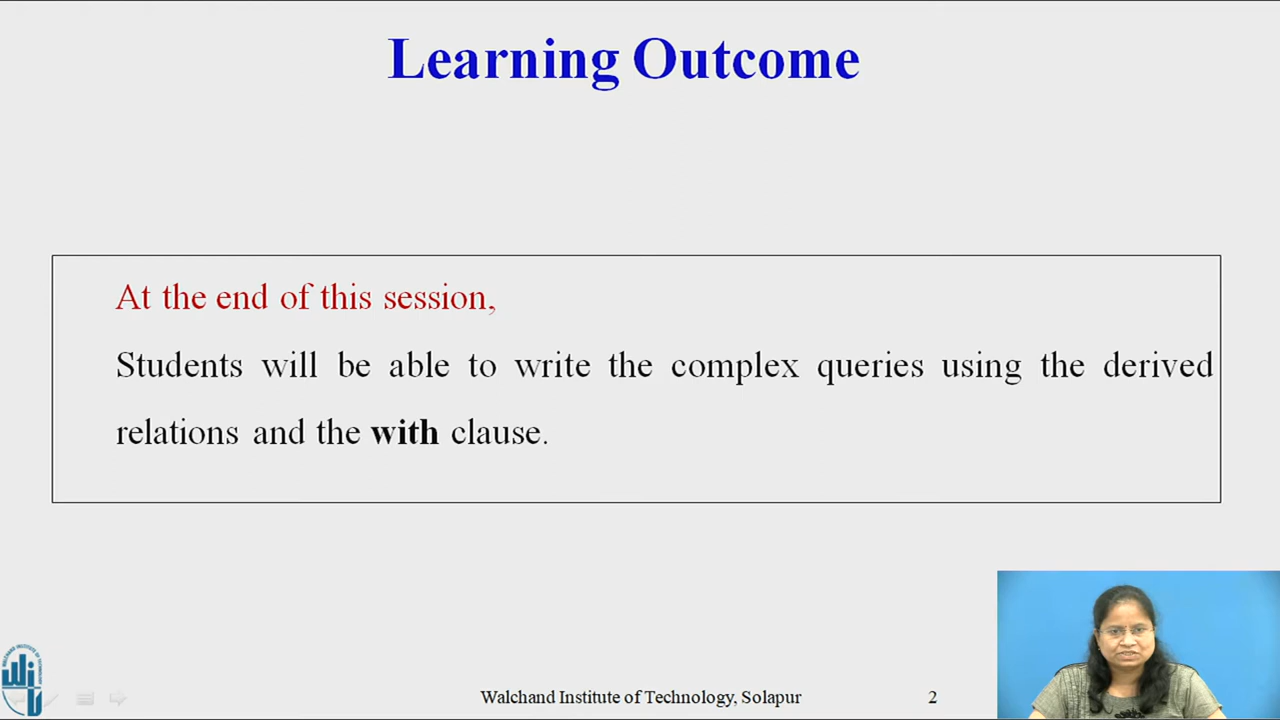 Learning Outcome
At the end of this session,
Students will be able to write the complex queries using the derived
relations and the with clause.
Walchand Institute of Technology, Solapur
2